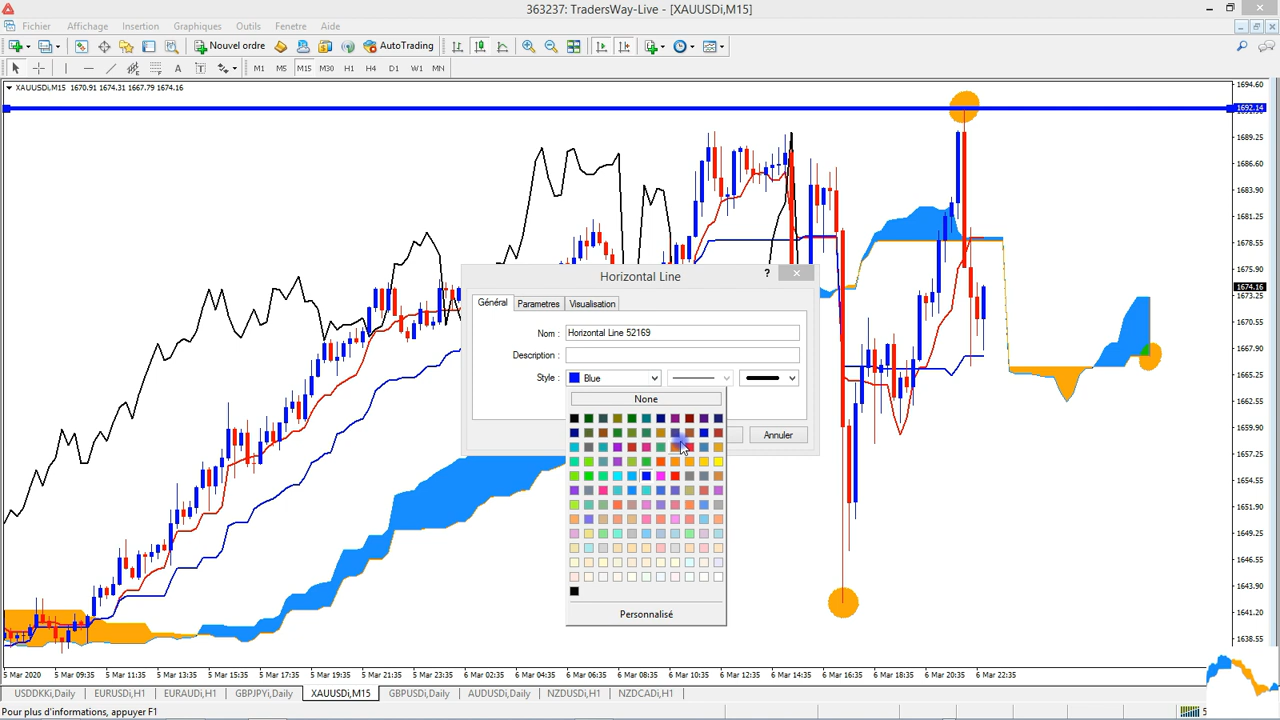 363237: TradersWay-Live - [XAUUSDi,M15]
Fichier Affichage Insertion Graphiques Outils Fenetre Aide
Nouvel ordre AutoTrading
A T M1 M5 M15 M30 H1 H4 D1 W1 MN
XAUUSDi,M15 1670.91 1674.31 1667.79 1674.16
1694.60
1692.14
1689.25
1686.60
1683.90
1681.25
1678.55
1675.90
1674.16
1673.25
1670.55
1667.90
1665.25
1662.55
1659.90
1657.25
1654.55
1651.90
1649.25
1646.55
1643.90
1641.20
1638.55
Horizontal Line ?
Général Parametres Visualisation
Nom : Horizontal Line 52169
Description :
Style : Blue
None
Annuler
Personnalisé
5 Mar 2020 5 Mar 09:35 5 Mar 11:35 5 Mar 13:35 5 Mar 15:35 5 Mar 17:35 5 Mar 19:35 5 Mar 21:35 5 Mar 23:35 6 Mar 02:35 6 Mar 04:35 6 Mar 06:35 6 Mar 08:35 6 Mar 10:35 6 Mar 12:35 6 Mar 14:35 6 Mar 16:35 6 Mar 18:35 6 Mar 20:35 6 Mar 22:35
USDDKKi,Daily EURUSDi,H1 EURAUDi,H1 GBPJPYi,Daily XAUUSDi,M15 GBPUSDi,Daily AUDUSDi,Daily NZDUSDi,H1 NZDCADi,H1
Pour plus d'informations, appuyer F1